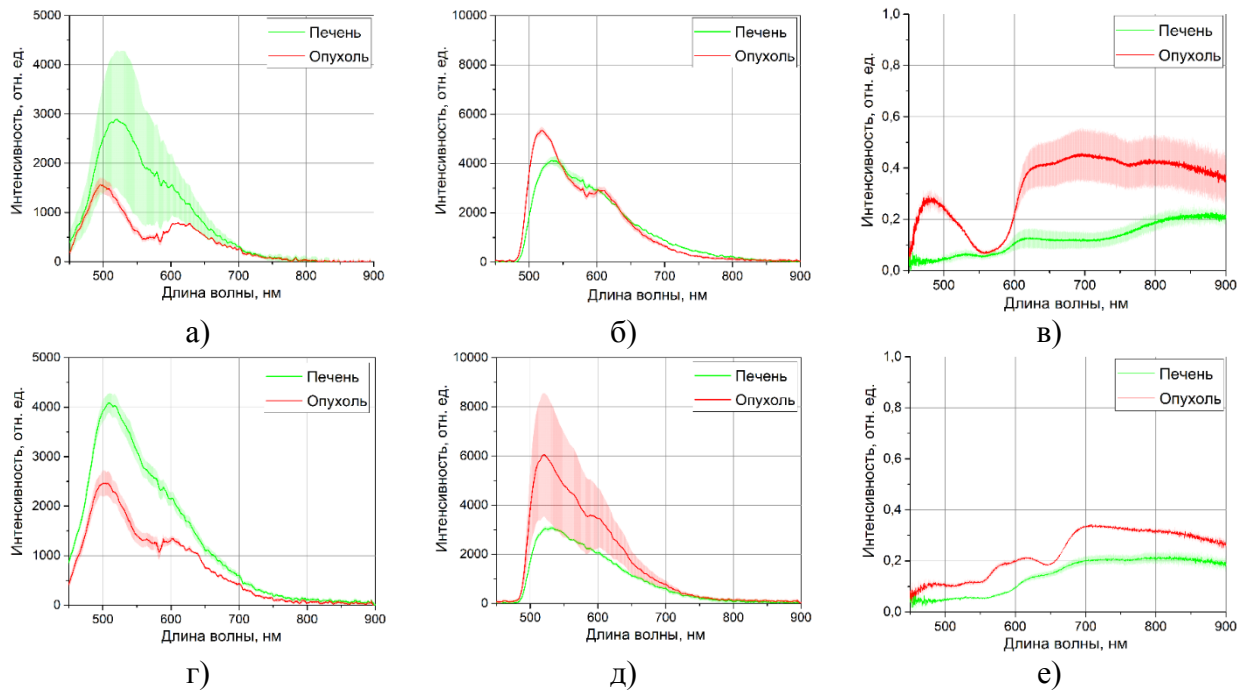 5000
4000
3000
2000
1000
0
Интенсивность, отн. ед.
Печень
Опухоль
500 600 700 800 900
Длина волны, нм
а)
10000
8000
6000
4000
2000
0
Интенсивность, отн. ед.
Печень
Опухоль
500 600 700 800 900
Длина волны, нм
б)
1,0
0,8
0,6
0,4
0,2
0,0
Интенсивность, отн. ед.
Печень
Опухоль
500 600 700 800 900
Длина волны, нм
в)
5000
4000
3000
2000
1000
0
Интенсивность, отн. ед.
Печень
Опухоль
500 600 700 800 900
Длина волны, нм
г)
10000
8000
6000
4000
2000
0
Интенсивность, отн. ед.
Печень
Опухоль
500 600 700 800 900
Длина волны, нм
д)
1,0
0,8
0,6
0,4
0,2
0,0
Интенсивность, отн. ед.
Печень
Опухоль
500 600 700 800 900
Длина волны, нм
е)